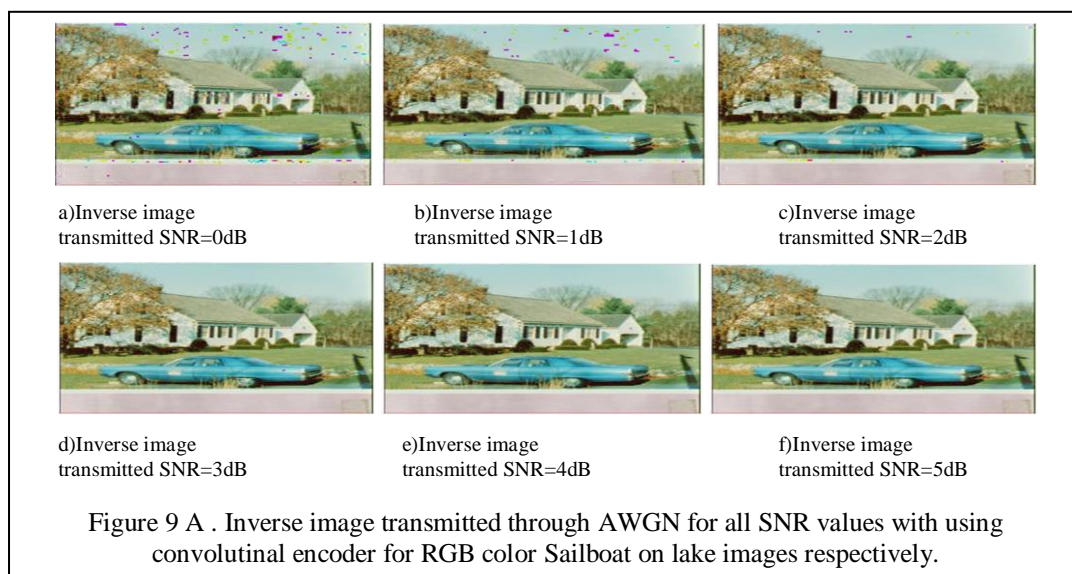 a)Inverse image
transmitted SNR=0dB
b)Inverse image
transmitted SNR=1dB
c)Inverse image
transmitted SNR=2dB
d)Inverse image
transmitted SNR=3dB
e)Inverse image
transmitted SNR=4dB
f)Inverse image
transmitted SNR=5dB
Figure 9 A . Inverse image transmitted through AWGN for all SNR values with using
convolutinal encoder for RGB color Sailboat on lake images respectively.